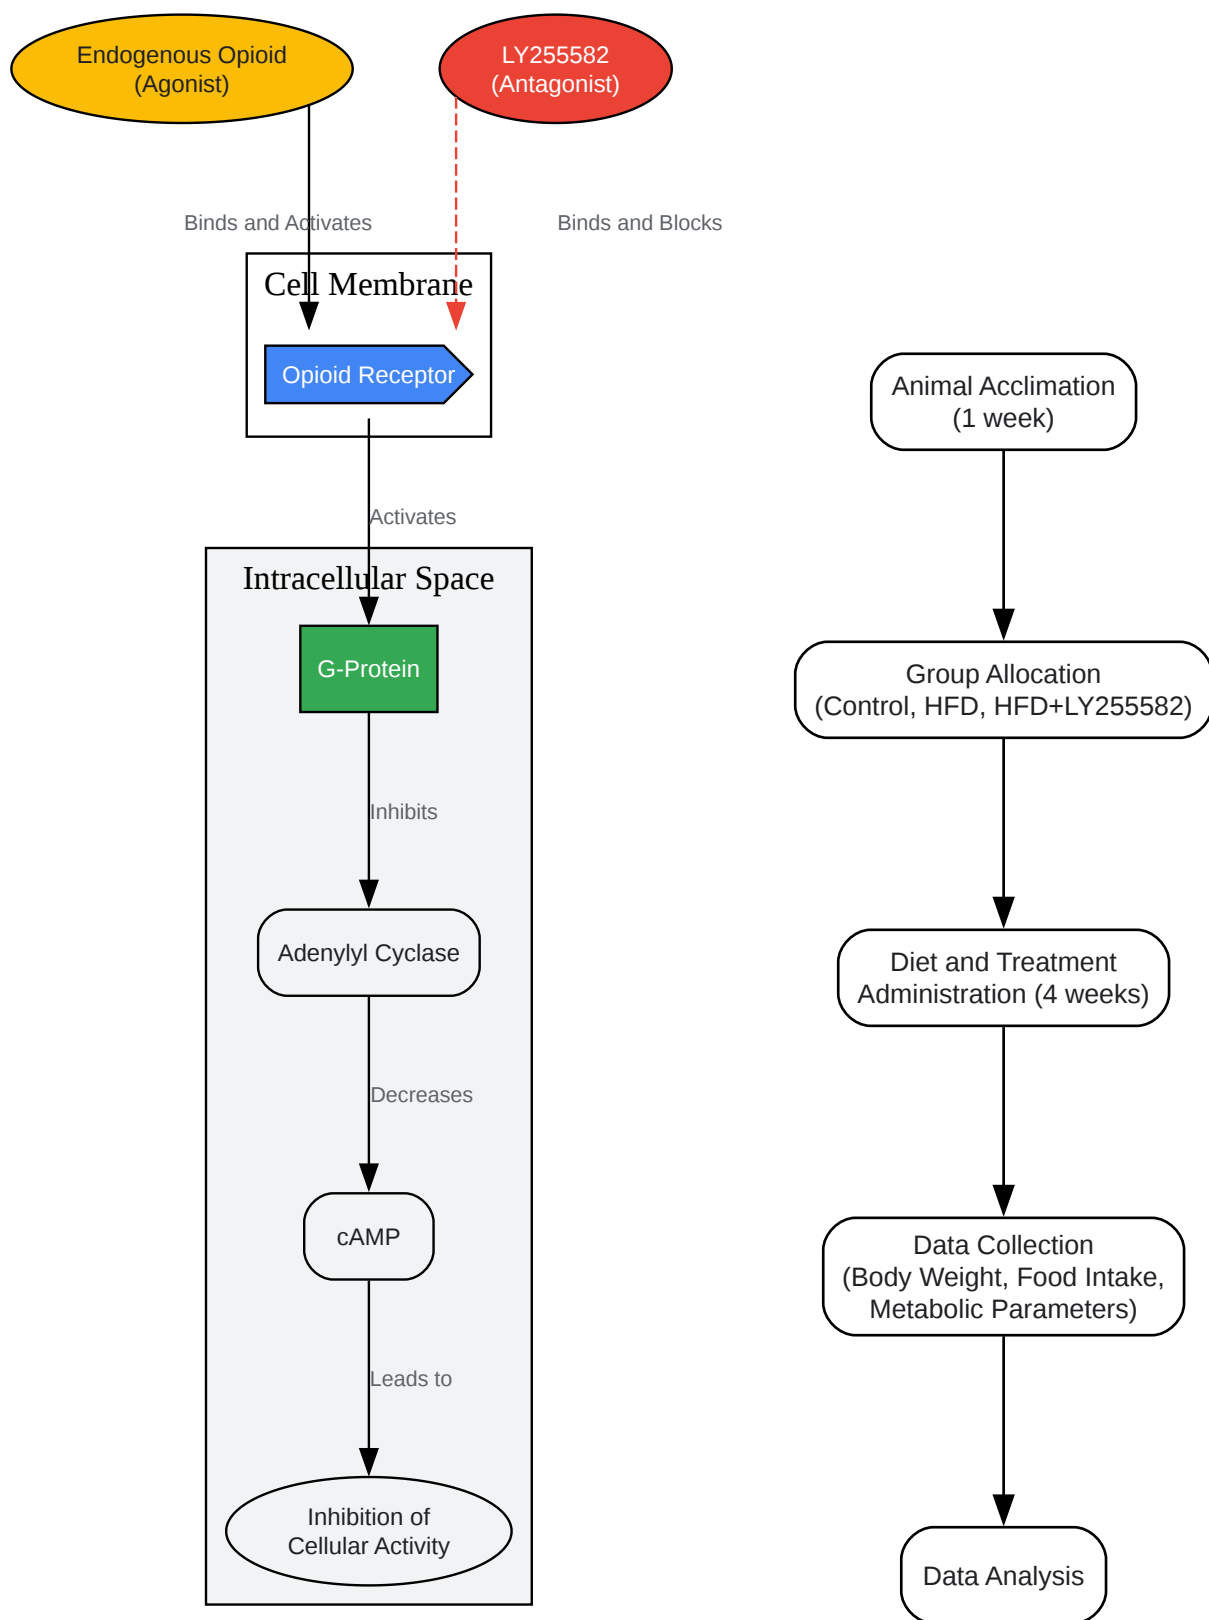 Endogenous Opioid
(Agonist)
LY255582
(Antagonist)
Binds and Activates
Binds and Blocks
Cell Membrane
Opioid Receptor
Activates
Intracellular Space
G-Protein
Inhibits
Adenylyl Cyclase
Decreases
cAMP
Leads to
Inhibition of
Cellular Activity
Animal Acclimation
(1 week)
Group Allocation
(Control, HFD, HFD+LY255582)
Diet and Treatment
Administration (4 weeks)
Data Collection
(Body Weight, Food Intake,
Metabolic Parameters)
Data Analysis